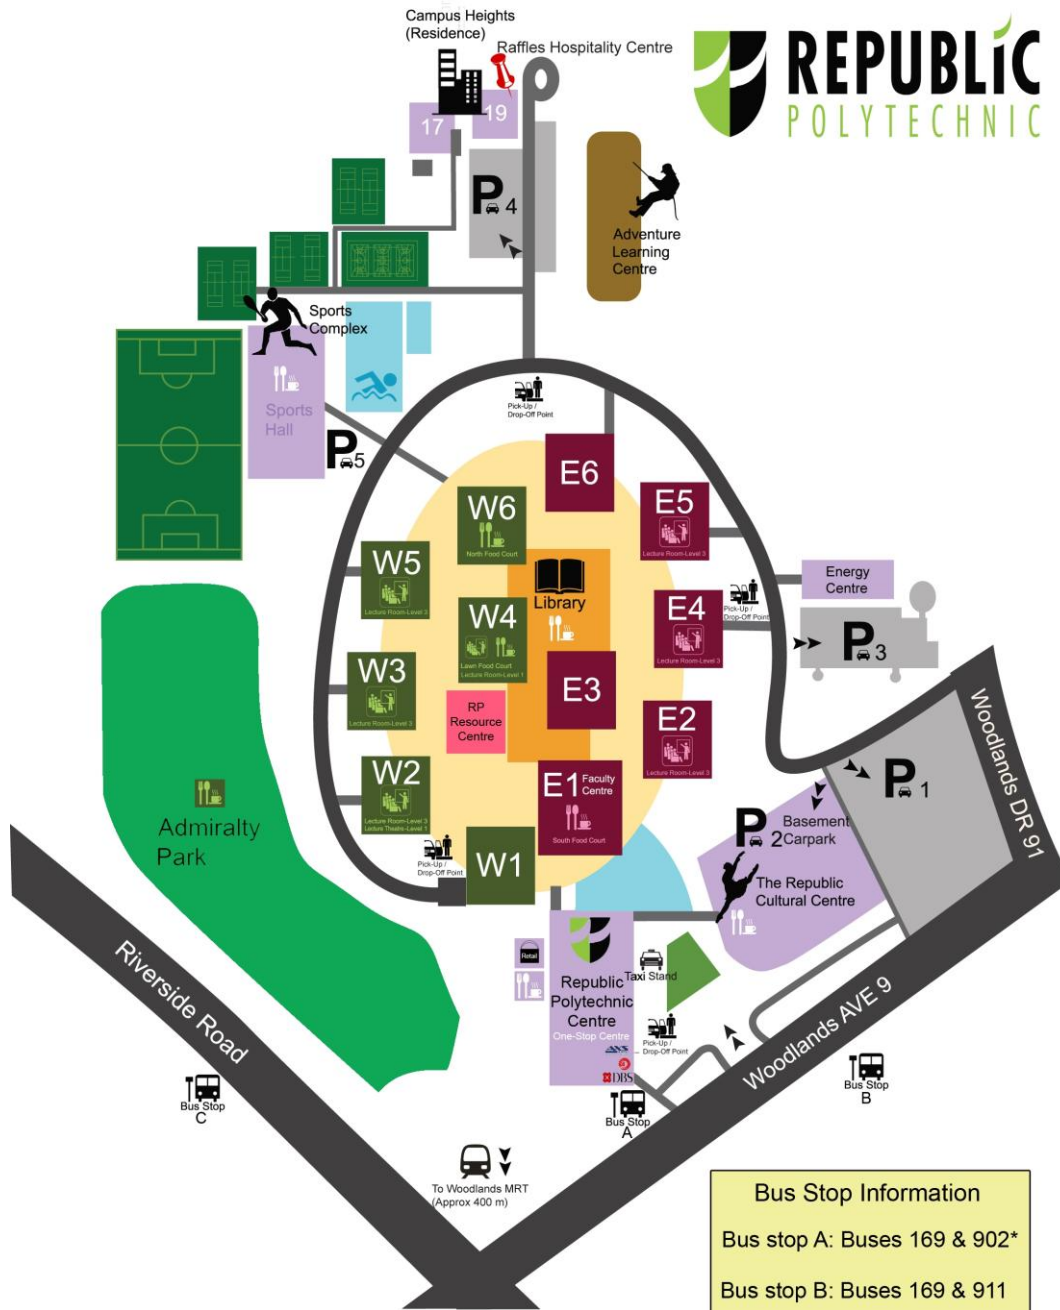 Campus Heights
(Residence)
Raffles Hospitality Centre
REPUBLIC
POLYTECHNIC
17
19
P 4
Adventure
Learning
Centre
Sports
Complex
Sports
Hall
P 5
Pick-Up /
Drop-Off Point
E6
W6
North Food Court
E5
Lecture Room-Level 3
W5
Lecture Room-Level 3
Library
Energy
Centre
W4
Lawn Food Court
Lecture Room-Level 1
E4
Lecture Room-Level 3
Pick-Up /
Drop-Off Point
P 3
W3
Lecture Room-Level 3
E3
RP
Resource
Centre
E2
Lecture Room-Level 3
Woodlands DR 91
W2
Lecture Room-Level 3
Lecture Theatre-Level 1
E1 Faculty
Centre
South Food Court
P 1
P 2 Basement
Carpark
Admiralty
Park
Pick-Up /
Drop-Off Point
W1
The Republic
Cultural Centre
Retail
Republic
Polytechnic
Centre
One-Stop Centre
Taxi Stand
Pick-Up /
Drop-Off Point
DBS
Riverside Road
Woodlands AVE 9
Bus Stop
C
Bus Stop
A
Bus Stop
B
To Woodlands MRT
(Approx 400 m)
Bus Stop Information
Bus stop A: Buses 169 & 902*
Bus stop B: Buses 169 & 911